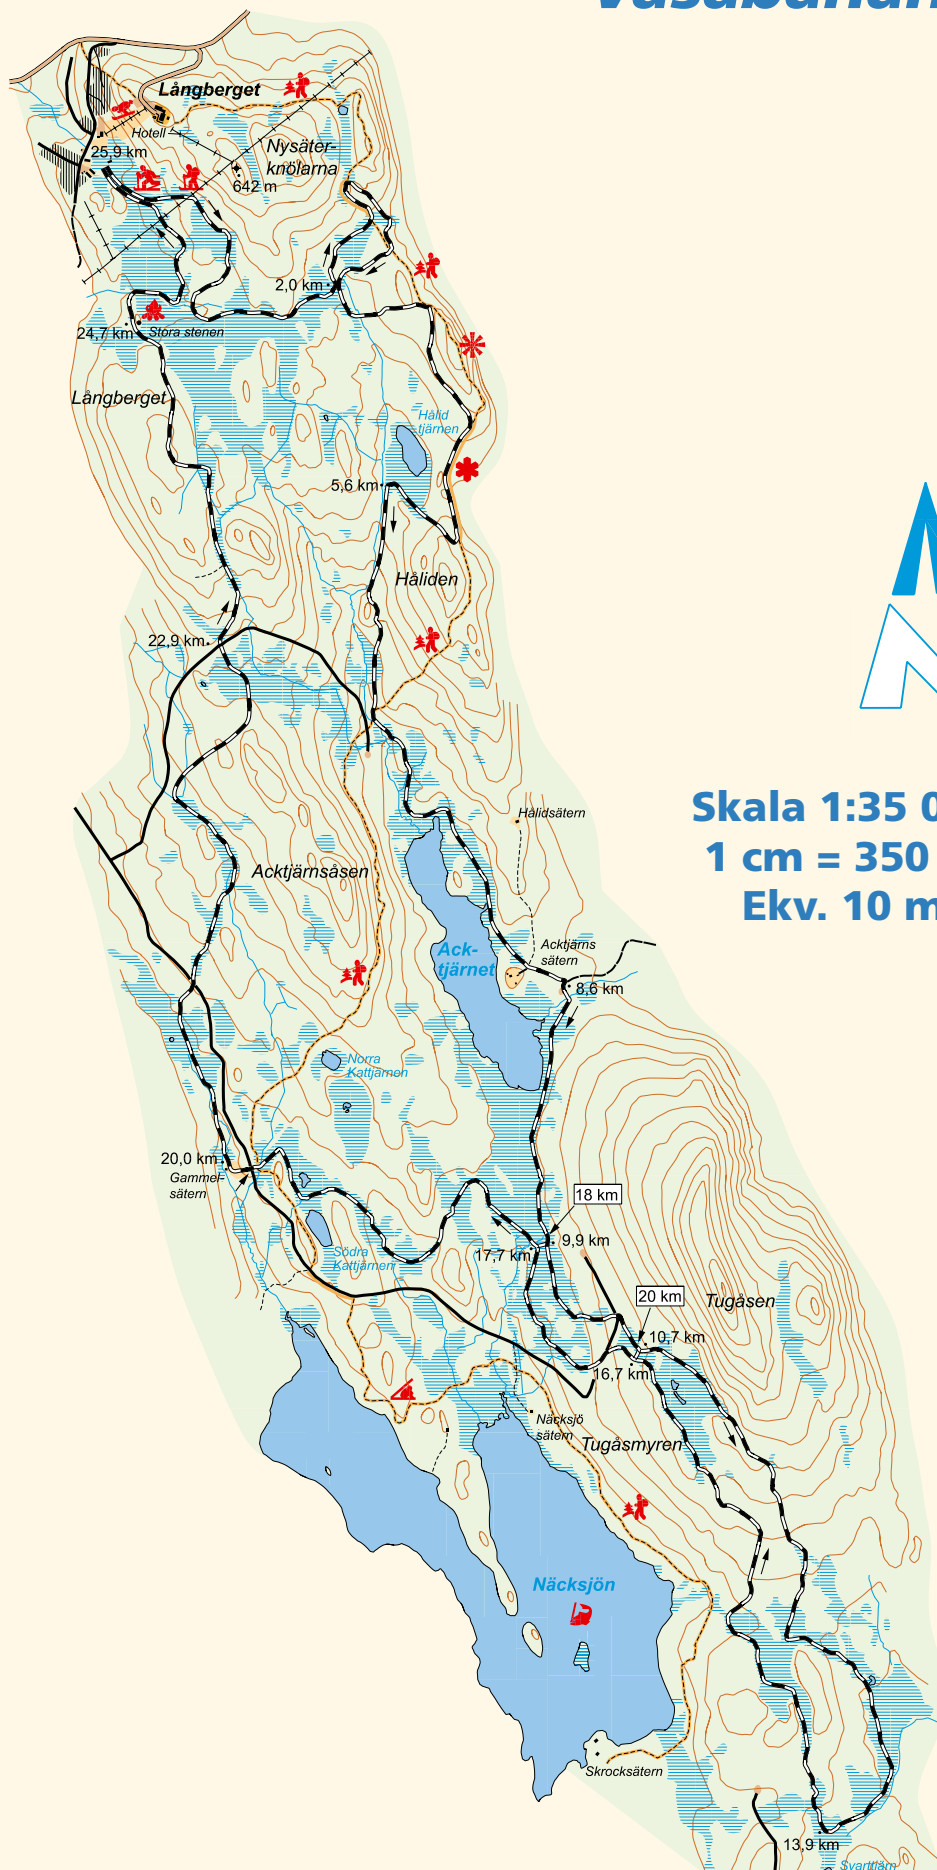 Långberget
Hotell
Nysäter-
knölarna
25,9 km
642 m
2,0 km
24,7 km
Stora stenen
Långberget
Hålid
tjärnen
5,6 km
Håliden
22,9 km
Skala 1:35 0
1 cm = 350
Ekv. 10 m
Hålidsätern
Acktjärnsåsen
Ack-
tjärnet
Acktjärns
sätern
8,6 km
Norra
Kattjärnen
20,0 km
Gammel-
sätern
18 km
9,9 km
17,7 km
Södra
Kattjärnen
20 km
Tugåsen
10,7 km
16,7 km
Näcksjö
sätern
Tugåsmyren
Näcksjön
Skrocksätern
13,9 km